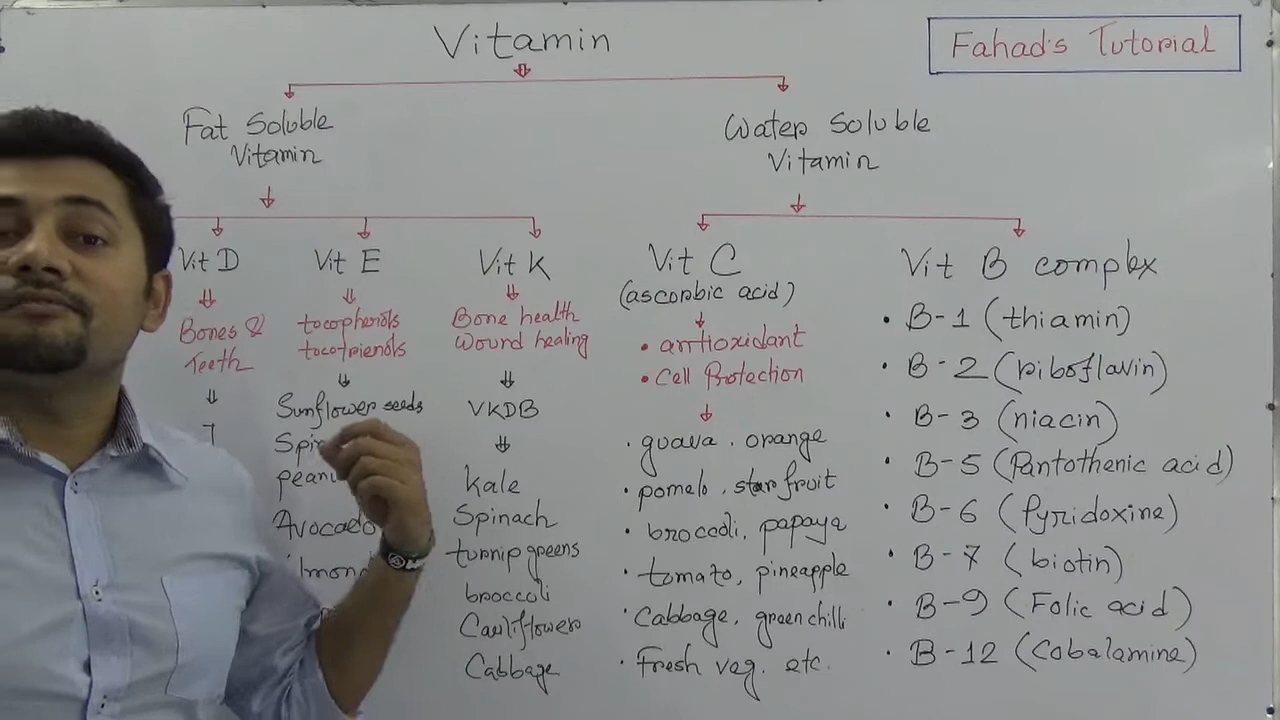 Vitamin
Fahad's Tutorial
Fat Soluble
Vitamin
Water Soluble
Vitamin
Vit D
Bones &
Teeth
Vit E
tocopherols
tocotrienols
Sunflower seeds
Avocado
Vit K
Bone health
Wound healing
VKDB
Kale
Spinach
turnip greens
broccoli
Cauliflower
Cabbage
Vit C
(ascorbic acid)
• antioxidant
• Cell Protection
• guava. orange
• pomelo, star fruit
• broccoli, papaya
• tomato, pineapple
• Cabbage, green chilli
• Fresh veg. etc.
Vit B complex
• B-1 (thiamin)
• B-2 (riboflavin)
• B-3 (niacin)
• B-5 (Pantothenic acid)
• B-6 (Pyridoxine)
• B-7 (biotin)
• B-9 (Folic acid)
• B-12 (Cobalamine)